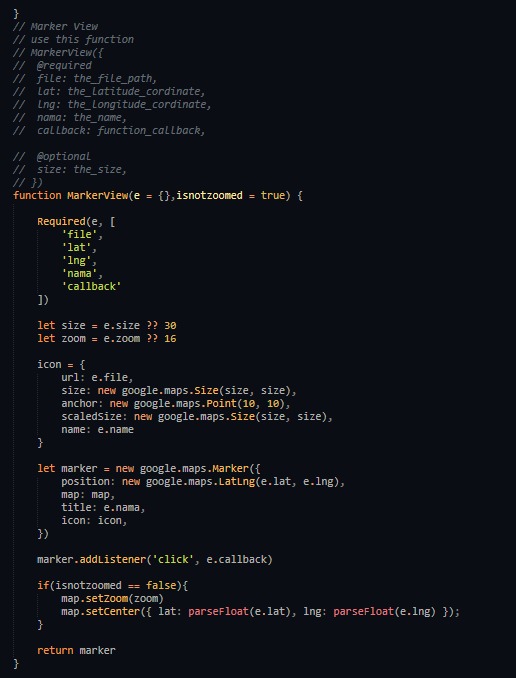 }
// Marker View
// use this function
// MarkerView({
//  @required
//  file: the_file_path,
//  lat: the_latitude_cordinate,
//  lng: the_longitude_cordinate,
//  nama: the_name,
//  callback: function_callback,
//  @optional
//  size: the_size,
// })
function MarkerView(e = {},isnotzoomed = true) {
    Required(e, [
        'file',
        'lat',
        'lng',
        'nama',
        'callback'
    ])
    let size = e.size ?? 30
    let zoom = e.zoom ?? 16
    icon = {
        url: e.file,
        size: new google.maps.Size(size, size),
        anchor: new google.maps.Point(10, 10),
        scaledSize: new google.maps.Size(size, size),
        name: e.name
    }
    let marker = new google.maps.Marker({
        position: new google.maps.LatLng(e.lat, e.lng),
        map: map,
        title: e.nama,
        icon: icon,
    })
    marker.addListener('click', e.callback)
    if(isnotzoomed == false){
        map.setZoom(zoom)
        map.setCenter({ lat: parseFloat(e.lat), lng: parseFloat(e.lng) });
    }
    return marker
}